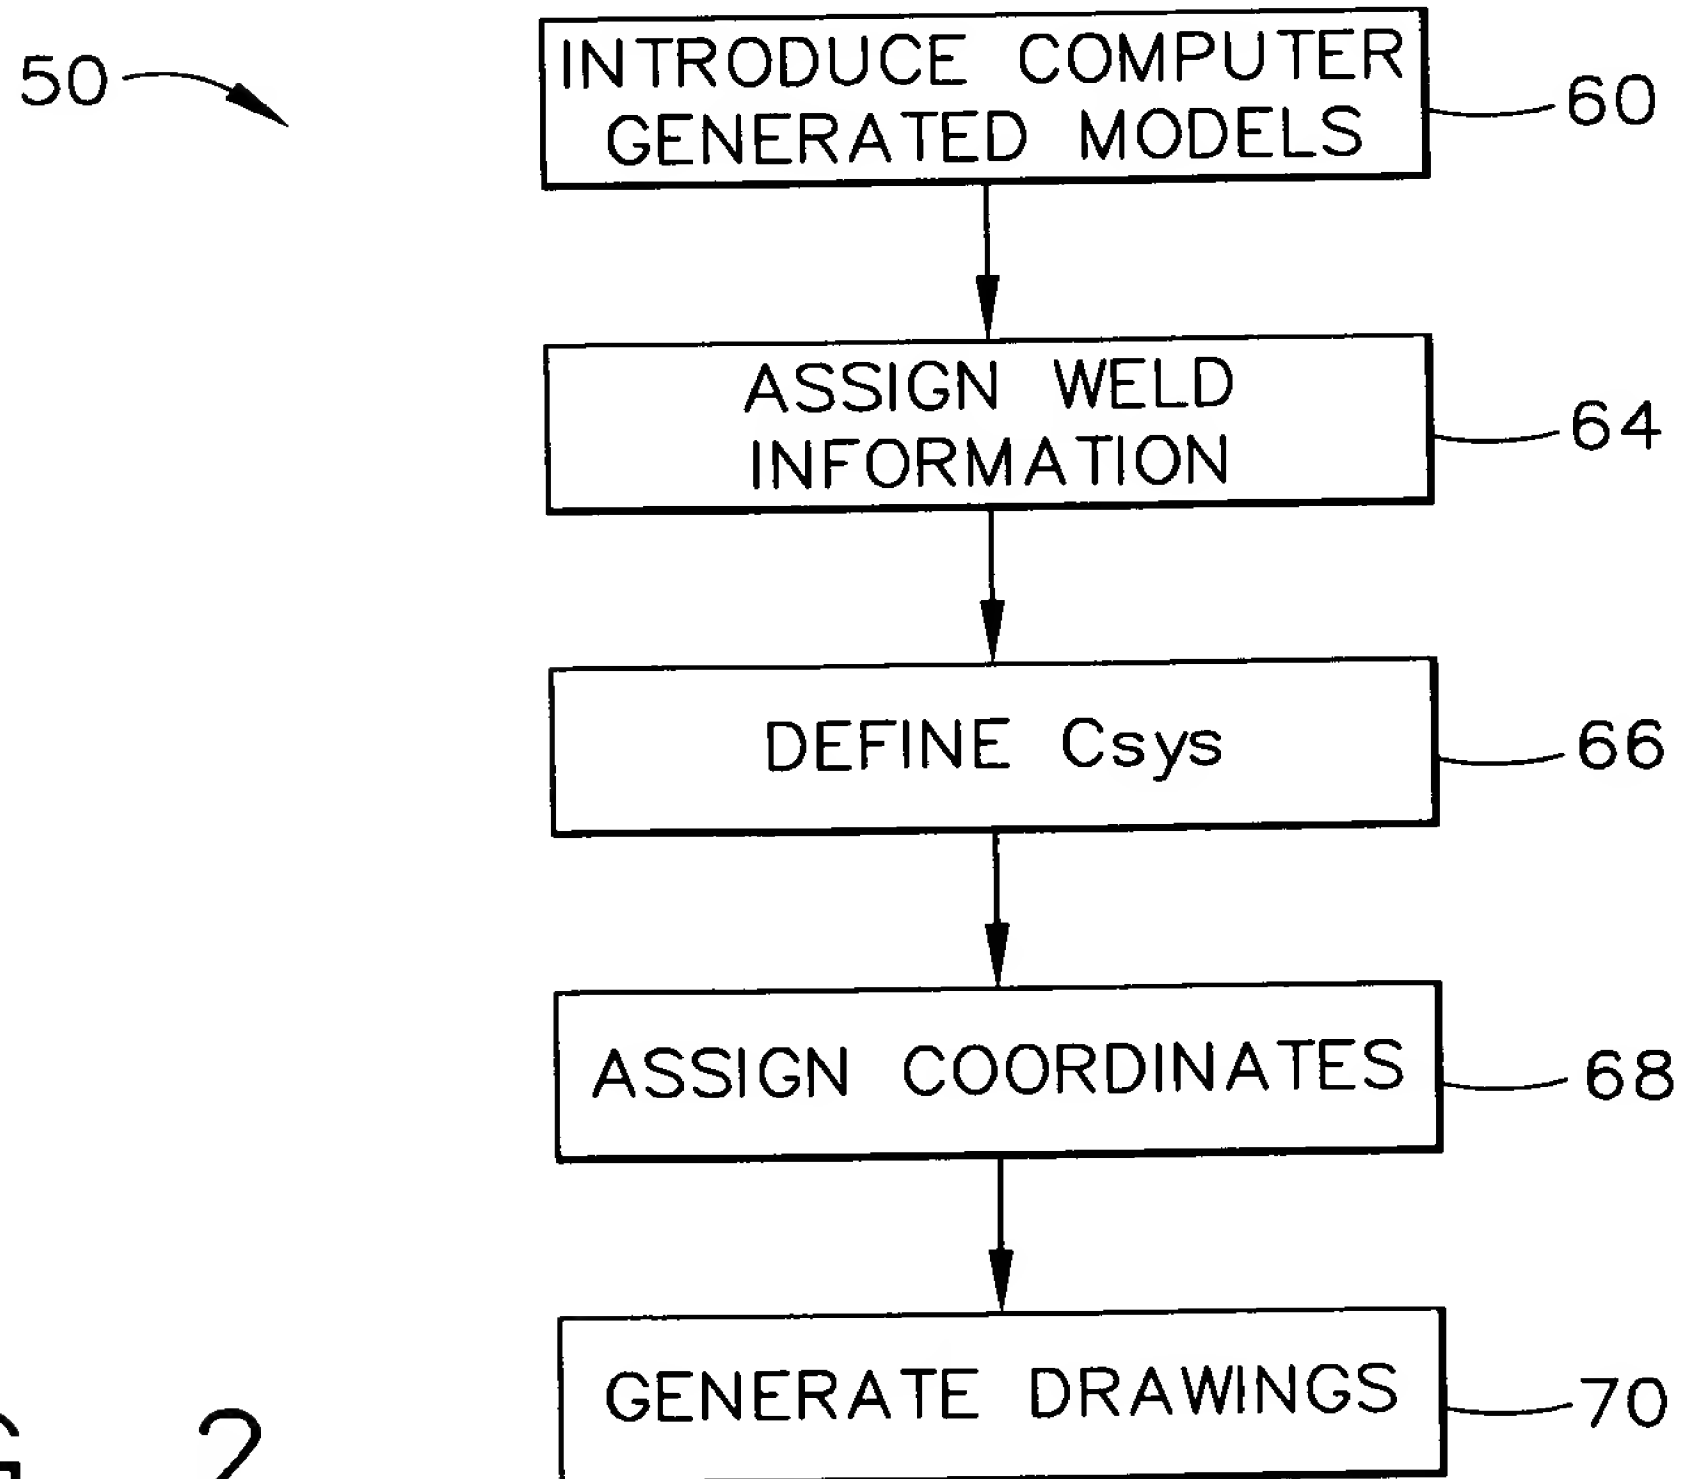 50
INTRODUCE COMPUTER
GENERATED MODELS
60
ASSIGN WELD
INFORMATION
64
DEFINE Csys
66
ASSIGN COORDINATES
68
GENERATE DRAWINGS
70
G 2